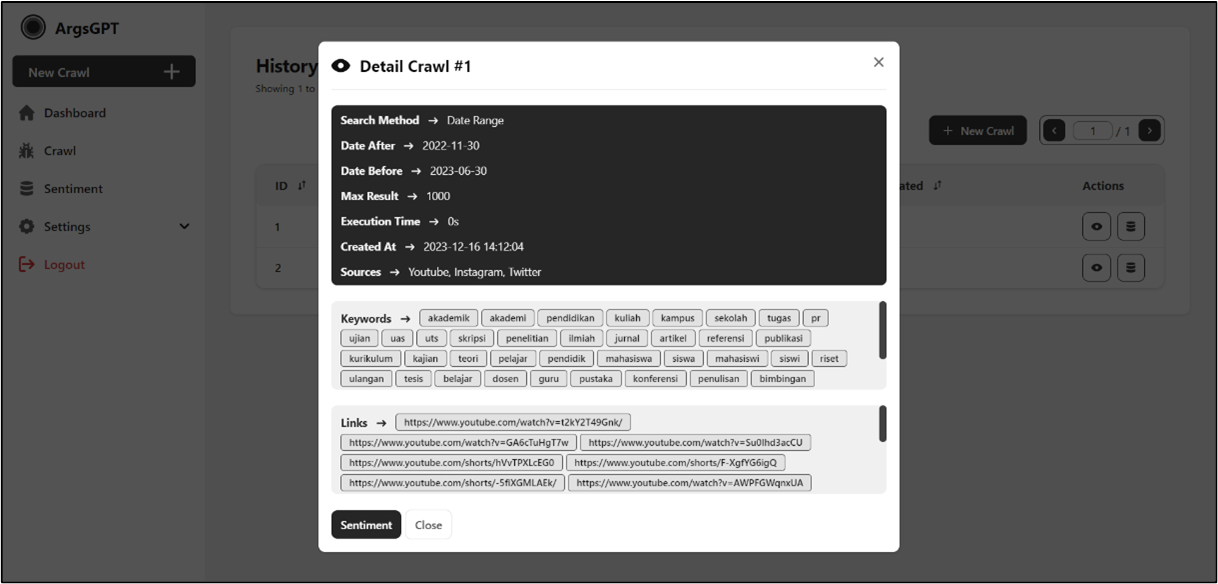 ArgsGPT
New Crawl
Dashboard
Crawl
Sentiment
Settings
Logout
History
Showing 1 to
New Crawl
1 / 1
ID
ated
Actions
1
2
Detail Crawl #1
Search Method → Date Range
Date After → 2022-11-30
Date Before → 2023-06-30
Max Result → 1000
Execution Time → 0s
Created At → 2023-12-16 14:12:04
Sources → Youtube, Instagram, Twitter
Keywords → akademik akademi pendidikan kuliah kampus sekolah tugas pr
ujian uas uts skripsi penelitian ilmiah jurnal artikel referensi publikasi
kurikulum kajian teori pelajar pendidik mahasiswa siswa mahasiswi siswi riset
ulangan tesis belajar dosen guru pustaka konferensi penulisan bimbingan
Links → https://www.youtube.com/watch?v=t2kY2T49Gnk/
https://www.youtube.com/watch?v=GA6cTuHgT7w https://www.youtube.com/watch?v=Su0lhd3acCU
https://www.youtube.com/shorts/hVvTPXLcEG0 https://www.youtube.com/shorts/F-XgfYG6igQ
https://www.youtube.com/shorts/-5fiXGMLAEk/ https://www.youtube.com/watch?v=AWPFGWqnxUA
Sentiment Close